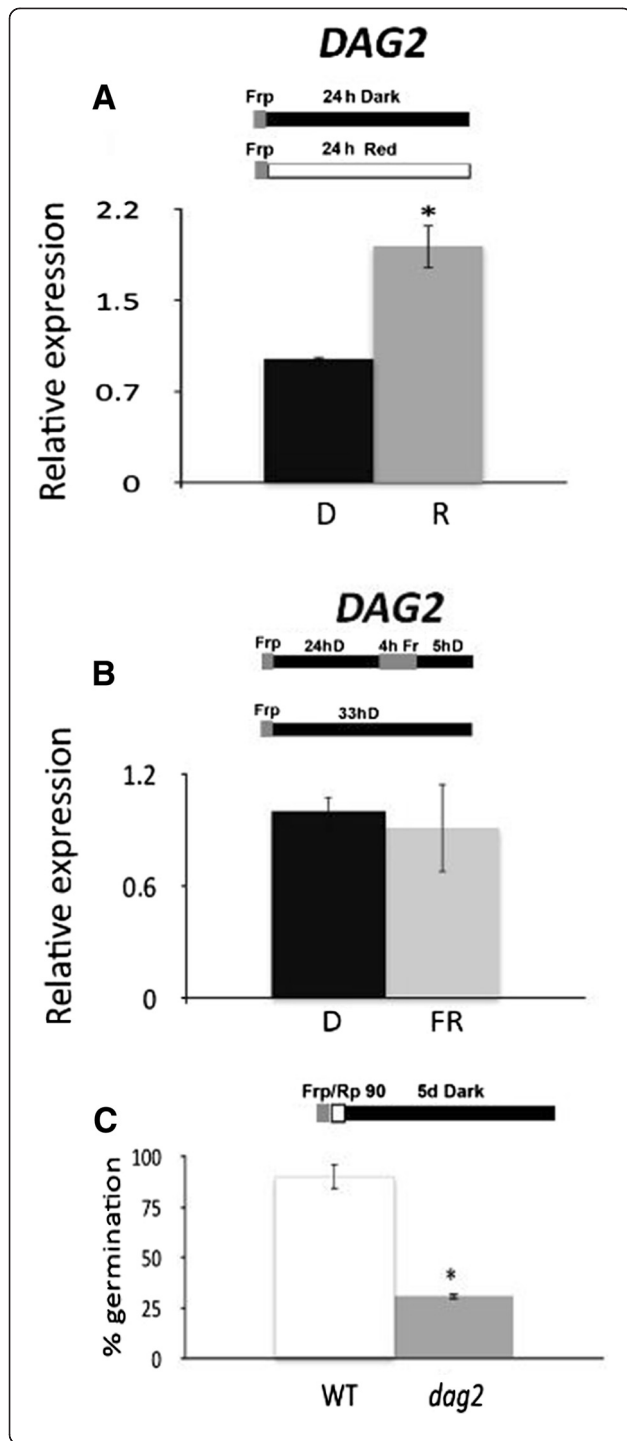 DAG2
A
Frp 24h Dark
Frp 24h Red
Relative expression
2.2
1.5
0.7
0
*
D R
DAG2
B
Frp 24hD 4h Fr 5hD
Frp 33hD
Relative expression
1.2
0.6
0
D FR
C
Frp/Rp 90 5d Dark
% germination
100
75
50
25
0
*
WT dag2